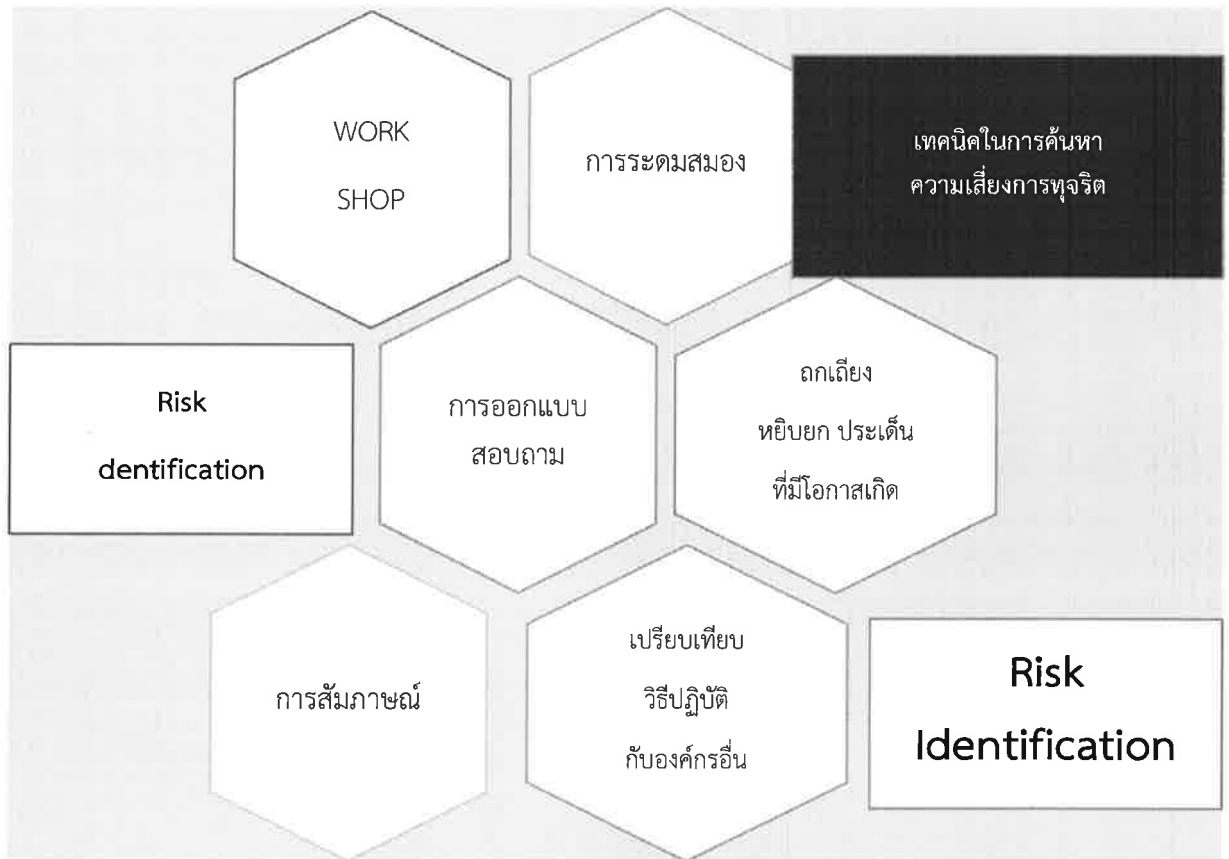 WORK
SHOP
การระดมสมอง
เทคนิคในการค้นหา
ความเสี่ยงการทุจริต
Risk
dentification
การออกแบบ
สอบถาม
ถกเถียง
หยิบยก ประเด็น
ที่มีโอกาสเกิด
การสัมภาษณ์
เปรียบเทียบ
วิธีปฏิบัติ
กับองค์กรอื่น
Risk
Identification